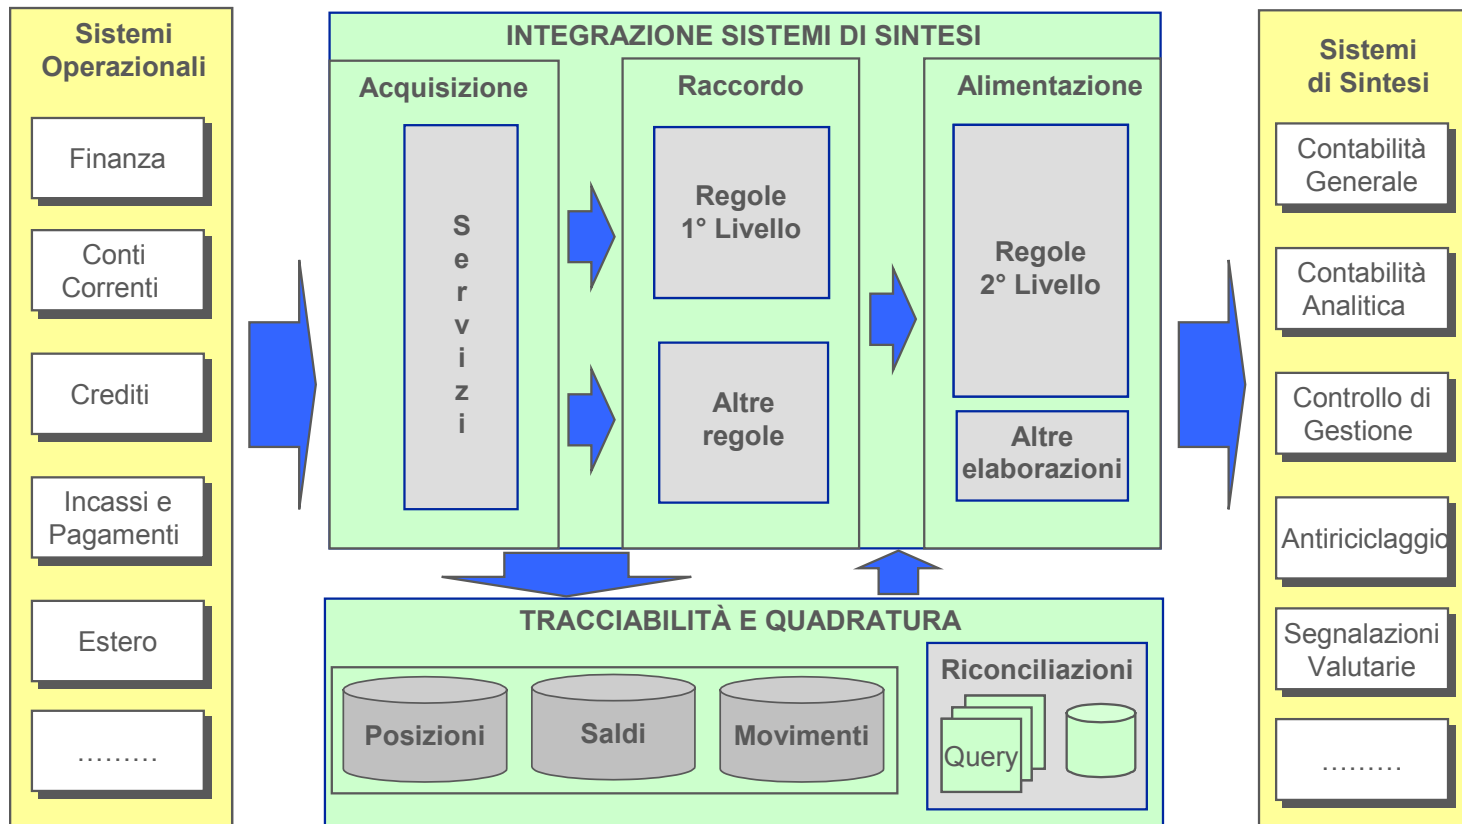 Sistemi
Operazionali
Finanza
Conti
Correnti
Crediti
Incassi e
Pagamenti
Estero
………
INTEGRAZIONE SISTEMI DI SINTESI
Acquisizione
S
e
r
v
i
z
i
Raccordo
Regole
1° Livello
Altre
regole
Alimentazione
Regole
2° Livello
Altre
elaborazioni
TRACCIABILITÀ E QUADRATURA
Posizioni
Saldi
Movimenti
Riconciliazioni
Query
Sistemi
di Sintesi
Contabilità
Generale
Contabilità
Analitica
Controllo di
Gestione
Antiriciclaggio
Segnalazioni
Valutarie
………